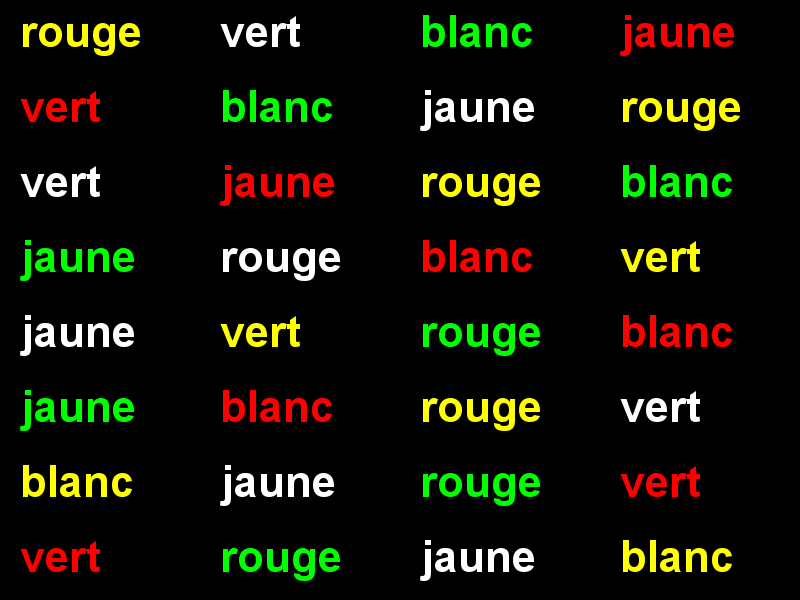 rouge vert blanc jaune
vert blanc jaune rouge
vert jaune rouge blanc
jaune rouge blanc vert
jaune vert rouge blanc
jaune blanc rouge vert
blanc jaune rouge vert
vert rouge jaune blanc